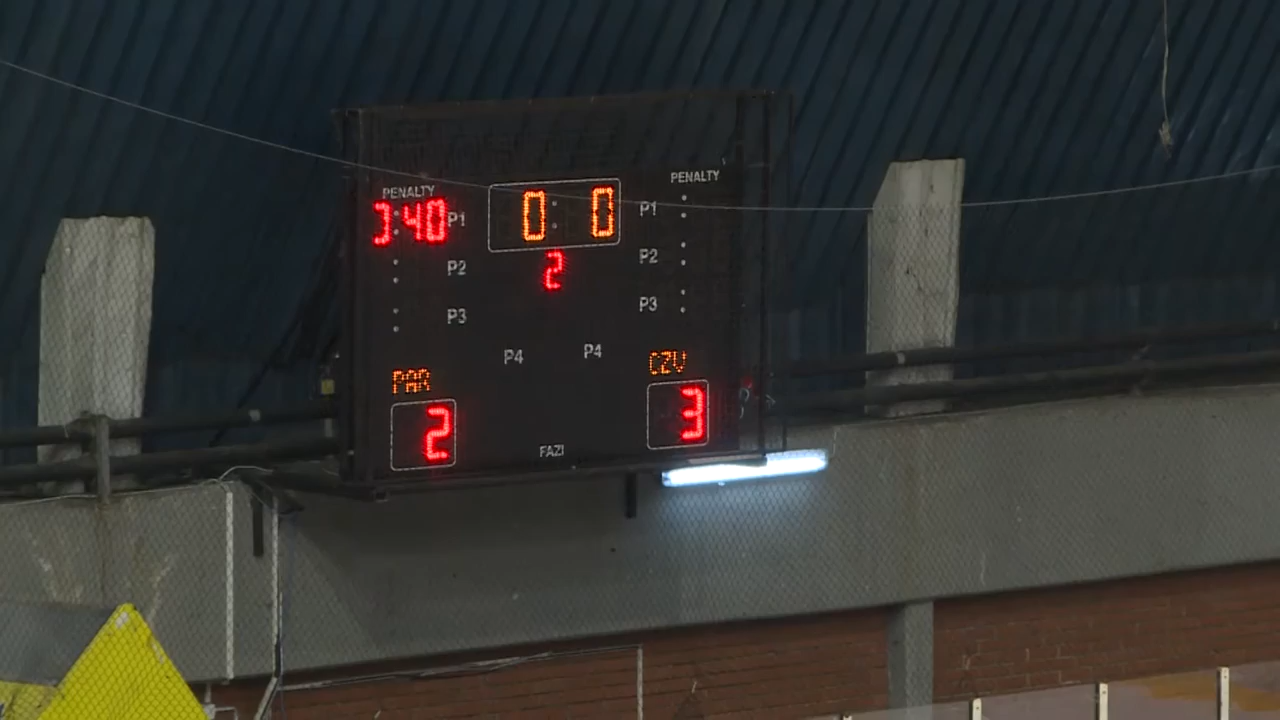 PENALTY PENALTY
40 P1 0 : 0 P1
P2 2 P2
P3 P3
P4 P4
PAR CZV
2 3
FAZI